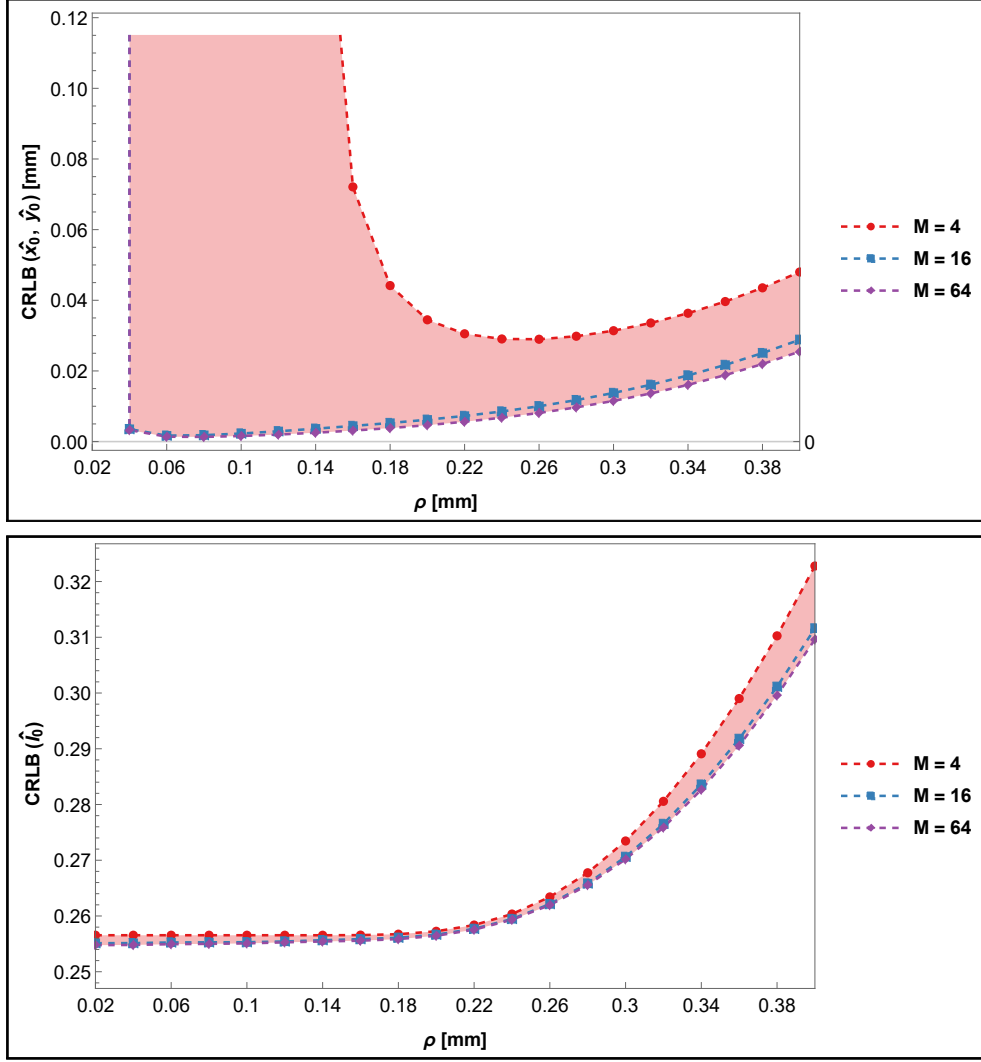 0.12
0.10
0.08
0.06
0.04
0.02
0.00
CRLB (x̂₀, ŷ₀) [mm]
0
0.02 0.06 0.1 0.14 0.18 0.22 0.26 0.3 0.34 0.38
ρ [mm]
M = 4
M = 16
M = 64
0.32
0.31
0.30
0.29
0.28
0.27
0.26
0.25
CRLB (Î₀)
0.02 0.06 0.1 0.14 0.18 0.22 0.26 0.3 0.34 0.38
ρ [mm]
M = 4
M = 16
M = 64